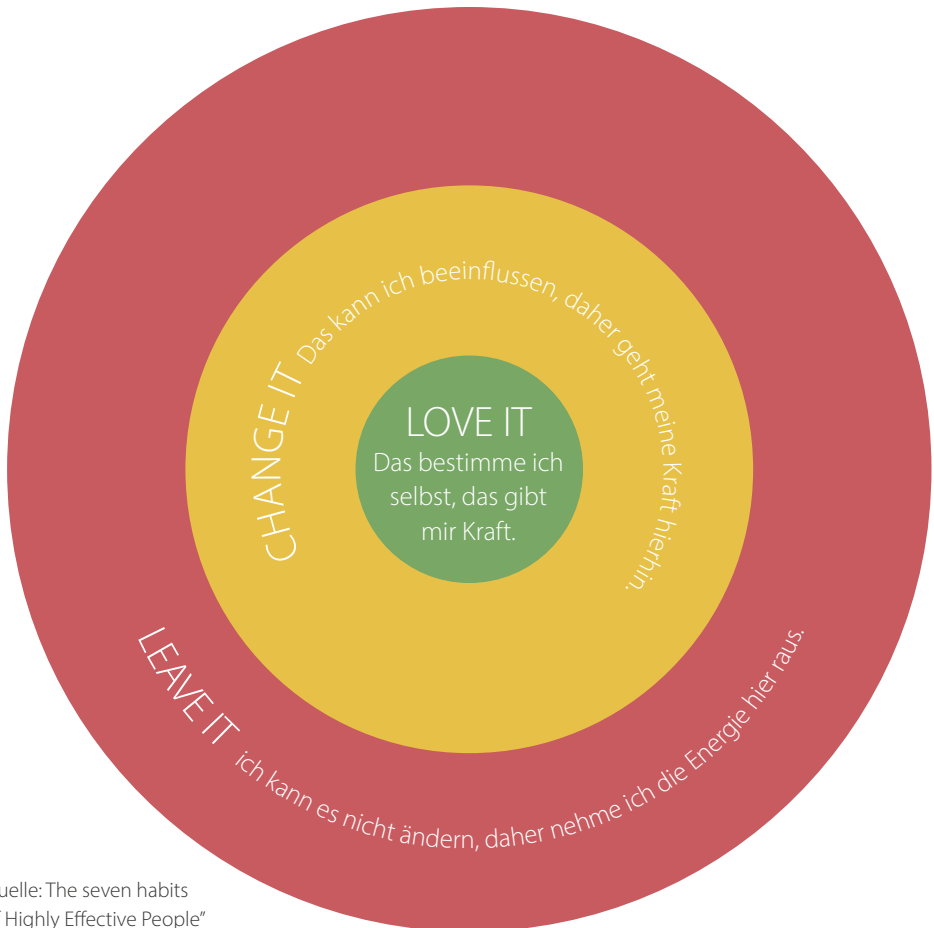 CHANGE IT Das kann ich beeinflussen, daher geht meine Kraft hierhin.
LOVE IT
Das bestimme ich
selbst, das gibt
mir Kraft.
LEAVE IT ich kann es nicht ändern, daher nehme ich die Energie hier raus.
uelle: The seven habits
f Highly Effective People"